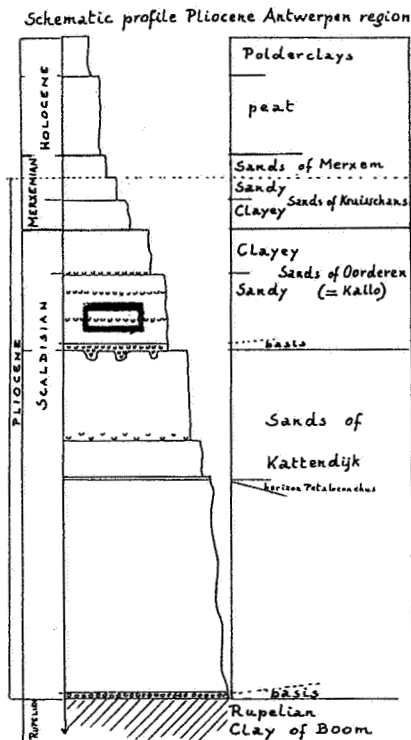 Schematic profile Pliocene Antwerpen region
HOLOCENE
MERXEMIAN
PLIOCENE
SCALDISIAN
RUPELIAN
Polderclays
peat
Sands of Merxem
Sandy
Sands of Kruisschans
Clayey
Clayey
Sands of Oorderen
Sandy (= Kallo)
basis
Sands of
Kattendijk
horizon Petaloconchus
basis
Rupelian
Clay of Boom